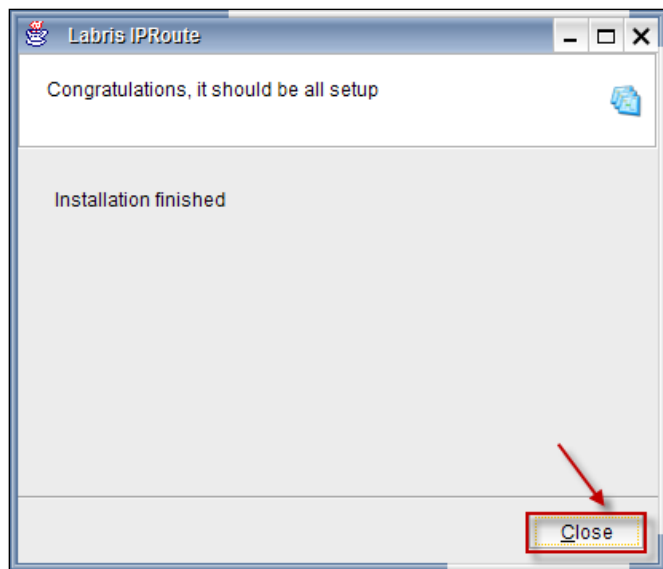 Labris IPRoute
Congratulations, it should be all setup
Installation finished
Close